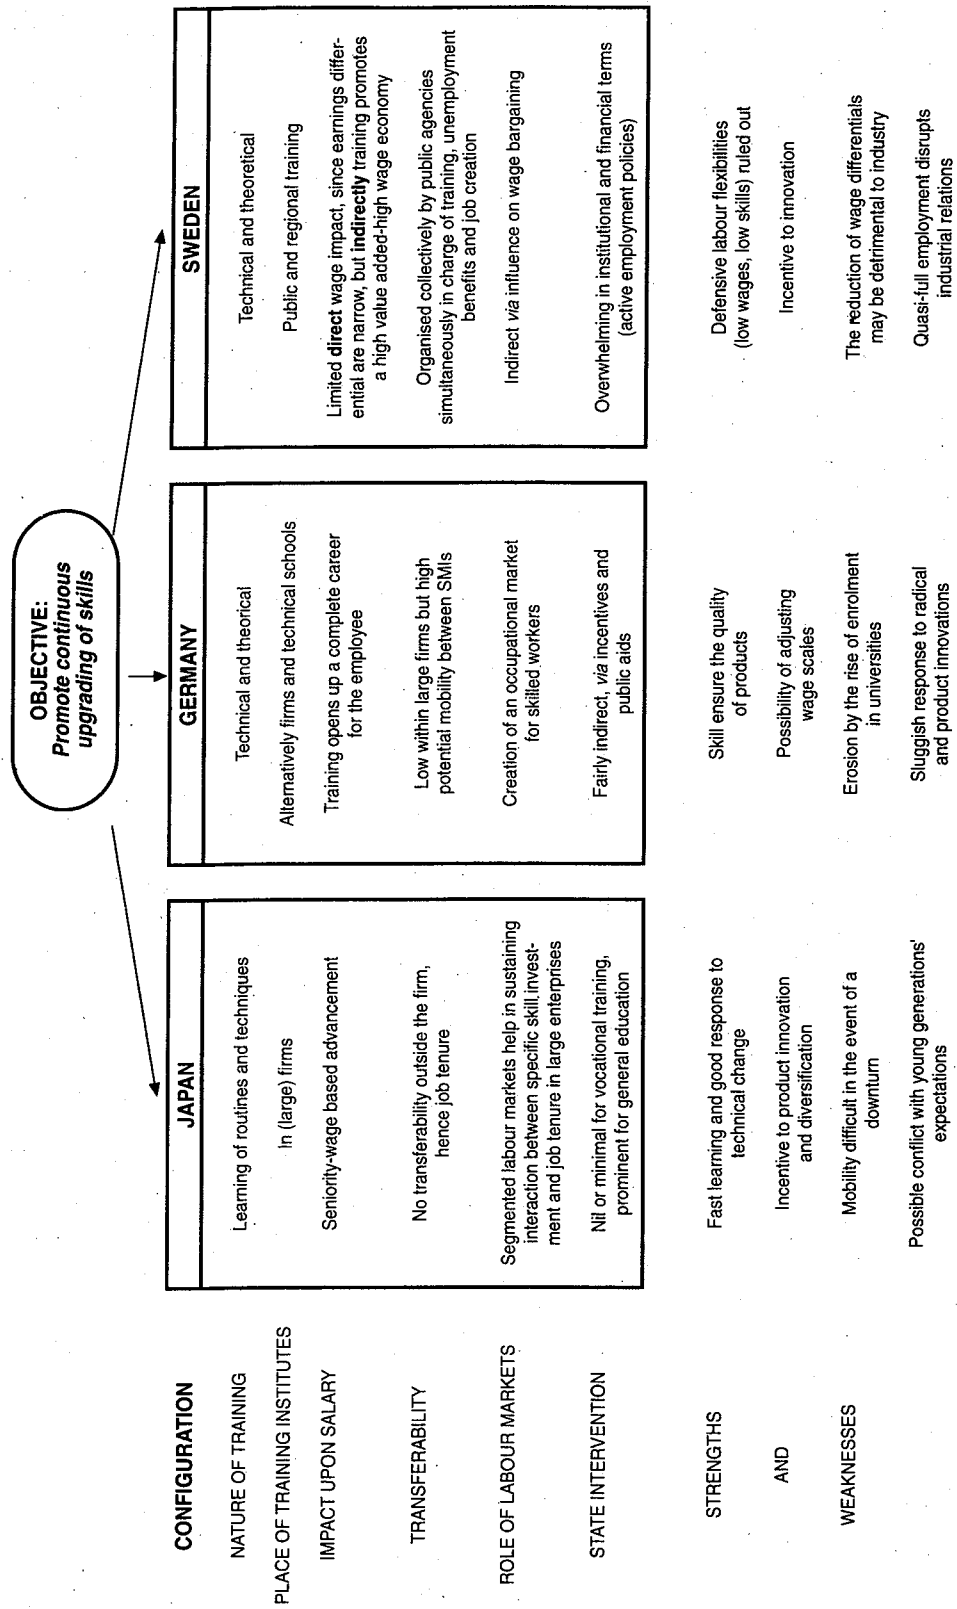 OBJECTIVE:
Promote continuous
upgrading of skills
CONFIGURATION
JAPAN
GERMANY
SWEDEN
NATURE OF TRAINING
Learning of routines and techniques
Technical and theorical
Technical and theoretical
PLACE OF TRAINING INSTITUTES
In (large) firms
Alternatively firms and technical schools
Public and regional training
IMPACT UPON SALARY
Seniority-wage based advancement
Training opens up a complete career
for the employee
Limited direct wage impact, since earnings differ-
ential are narrow, but indirectly training promotes
a high value added-high wage economy
TRANSFERABILITY
No transferability outside the firm,
hence job tenure
Low within large firms but high
potential mobility between SMIs
Organised collectively by public agencies
simultaneously in charge of training, unemployment
benefits and job creation
ROLE OF LABOUR MARKETS
Segmented labour markets help in sustaining
interaction between specific skill invest-
ment and job tenure in large enterprises
Creation of an occupational market
for skilled workers
Indirect via influence on wage bargaining
STATE INTERVENTION
Nil or minimal for vocational training,
prominent for general education
Fairly indirect, via incentives and
public aids
Overwhelming in institutional and financial terms
(active employment policies)
STRENGTHS
Fast learning and good response to
technical change
Skill ensure the quality
of products
Defensive labour flexibilities
(low wages, low skills) ruled out
AND
Incentive to product innovation
and diversification
Possibility of adjusting
wage scales
Incentive to innovation
WEAKNESSES
Mobility difficult in the event of a
downturn
Erosion by the rise of enrolment
in universities
The reduction of wage differentials
may be detrimental to industry
Possible conflict with young generations'
expectations
Sluggish response to radical
and product innovations
Quasi-full employment disrupts
industrial relations